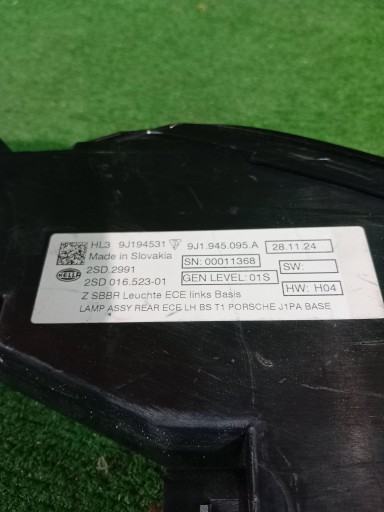 HL3 9J194531 9J1.945.095.A 28.11.24
Made in Slovakia SN: 00011368 SW:
HELLA 2SD.2991
2SD 016.523-01 GEN LEVEL: 01S HW: H04
Z SBBR Leuchte ECE links Basis
LAMP ASSY REAR ECE LH BS T1 PORSCHE J1PA BASE